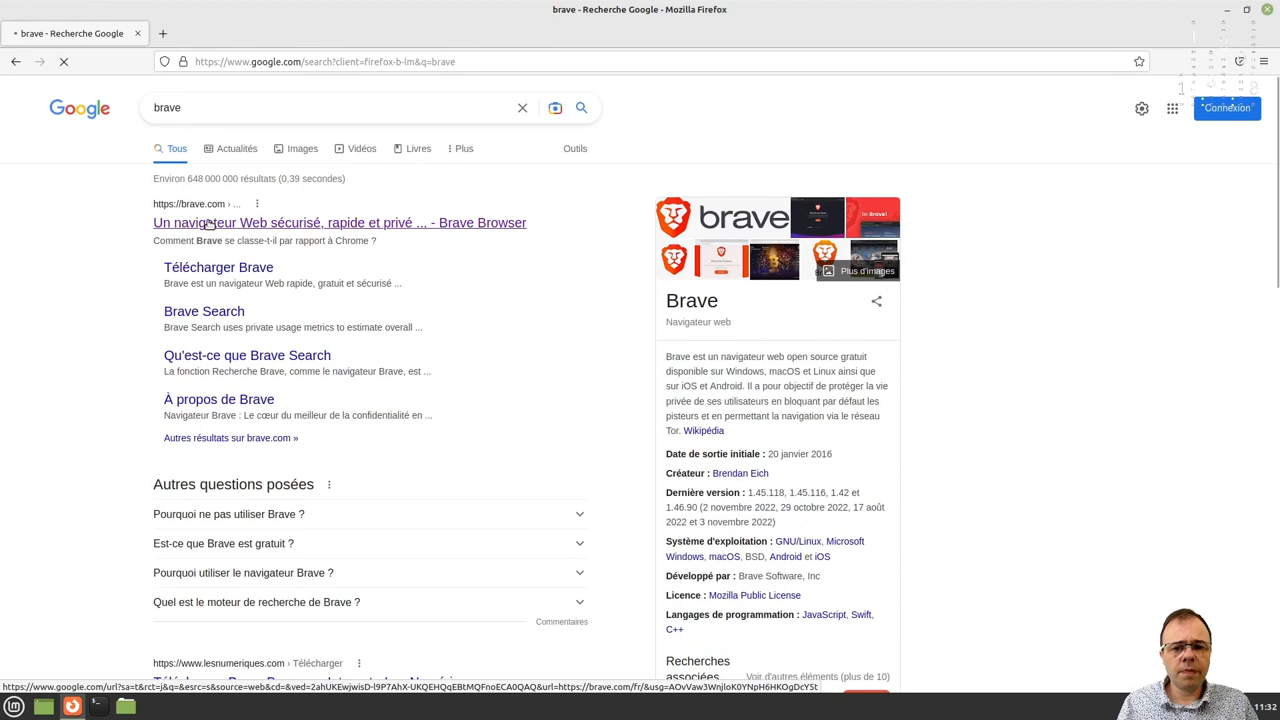 brave - Recherche Google - Mozilla Firefox
brave - Recherche Google
https://www.google.com/search?client=firefox-b-lm&q=brave
Google
brave
Connexion
Tous
Actualités
Images
Vidéos
Livres
Plus
Outils
Environ 648 000 000 résultats (0,39 secondes)
https://brave.com › ...
Un navigateur Web sécurisé, rapide et privé ... - Brave Browser
Comment Brave se classe-t-il par rapport à Chrome ?
Télécharger Brave
Brave est un navigateur Web rapide, gratuit et sécurisé ...
Brave Search
Brave Search uses private usage metrics to estimate overall ...
Qu'est-ce que Brave Search
La fonction Recherche Brave, comme le navigateur Brave, est ...
À propos de Brave
Navigateur Brave : Le cœur du meilleur de la confidentialité en ...
Autres résultats sur brave.com »
Autres questions posées
Pourquoi ne pas utiliser Brave ?
Est-ce que Brave est gratuit ?
Pourquoi utiliser le navigateur Brave ?
Quel est le moteur de recherche de Brave ?
Commentaires
https://www.lesnumeriques.com › Télécharger
brave
Plus d'images
Brave
Navigateur web
Brave est un navigateur web open source gratuit
disponible sur Windows, macOS et Linux ainsi que
sur iOS et Android. Il a pour objectif de protéger la vie
privée de ses utilisateurs en bloquant par défaut les
pisteurs et en permettant la navigation via le réseau
Tor. Wikipédia
Date de sortie initiale : 20 janvier 2016
Créateur : Brendan Eich
Dernière version : 1.45.118, 1.45.116, 1.42 et
1.46.90 (2 novembre 2022, 29 octobre 2022, 17 août
2022 et 3 novembre 2022)
Système d'exploitation : GNU/Linux, Microsoft
Windows, macOS, BSD, Android et iOS
Développé par : Brave Software, Inc
Licence : Mozilla Public License
Langages de programmation : JavaScript, Swift,
C++
Recherches
associées
Voir d'autres éléments (plus de 10)
11:32